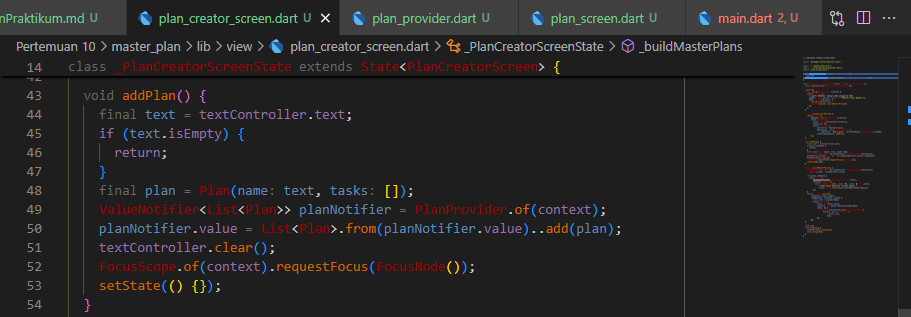 nPraktikum.md U
plan_creator_screen.dart U
plan_provider.dart U
plan_screen.dart U
main.dart 2, U
Pertemuan 10 > master_plan > lib > view > plan_creator_screen.dart > _PlanCreatorScreenState > _buildMasterPlans
14 class _PlanCreatorScreenState extends State<PlanCreatorScreen> {
43 void addPlan() {
44 final text = textController.text;
45 if (text.isEmpty) {
46 return;
47 }
48 final plan = Plan(name: text, tasks: []);
49 ValueNotifier<List<Plan>> planNotifier = PlanProvider.of(context);
50 planNotifier.value = List<Plan>.from(planNotifier.value)..add(plan);
51 textController.clear();
52 FocusScope.of(context).requestFocus(FocusNode());
53 setState(() {});
54 }